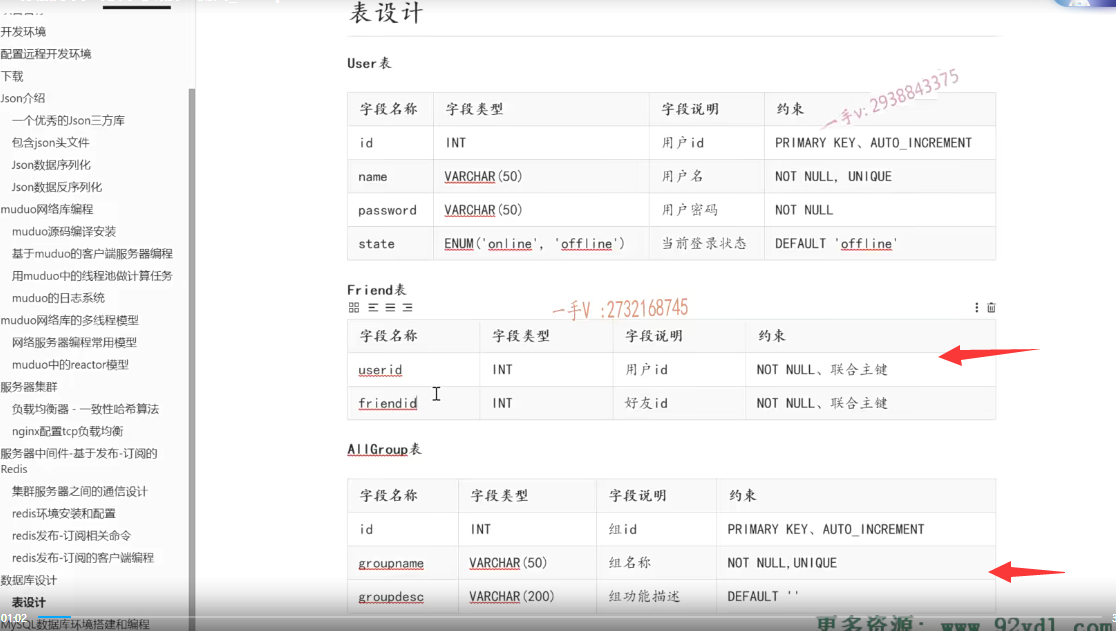 表设计
开发环境
配置远程开发环境
下载
Json介绍
一个优秀的Json三方库
包含json头文件
Json数据序列化
Json数据反序列化
muduo网络库编程
muduo源码编译安装
基于muduo的客户端服务器编程
用muduo中的线程池做计算任务
muduo的日志系统
muduo网络库的多线程模型
网络服务器编程常用模型
muduo中的reactor模型
服务器集群
负载均衡器 - 一致性哈希算法
nginx配置tcp负载均衡
服务器中间件-基于发布-订阅的
Redis
集群服务器之间的通信设计
redis环境安装和配置
redis发布-订阅相关命令
redis发布-订阅的客户端编程
数据库设计
表设计
01:02
MySQL数据库环境搭建和编程
User表
一手v: 2938843375
字段名称 字段类型 字段说明 约束
id INT 用户id PRIMARY KEY、AUTO_INCREMENT
name VARCHAR(50) 用户名 NOT NULL, UNIQUE
password VARCHAR(50) 用户密码 NOT NULL
state ENUM('online', 'offline') 当前登录状态 DEFAULT 'offline'
Friend表
一手V :2732168745
字段名称 字段类型 字段说明 约束
userid INT 用户id NOT NULL、联合主键
friendid INT 好友id NOT NULL、联合主键
AllGroup表
字段名称 字段类型 字段说明 约束
id INT 组id PRIMARY KEY、AUTO_INCREMENT
groupname VARCHAR(50) 组名称 NOT NULL,UNIQUE
groupdesc VARCHAR(200) 组功能描述 DEFAULT ''
更多资源: www.92ydl.com